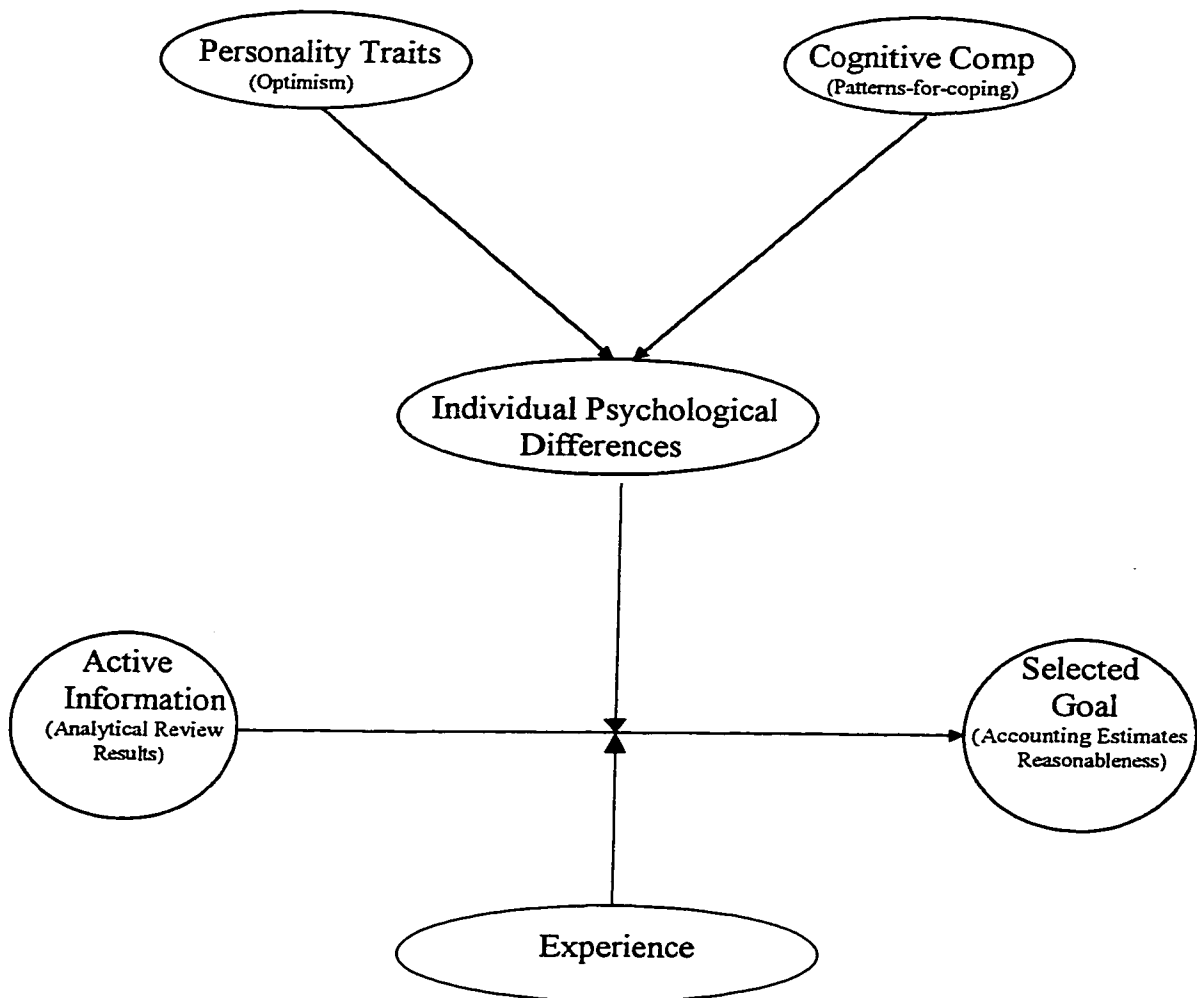 Personality Traits
(Optimism)
Cognitive Comp
(Patterns-for-coping)
Individual Psychological
Differences
Active
Information
(Analytical Review
Results)
Selected
Goal
(Accounting Estimates
Reasonableness)
Experience